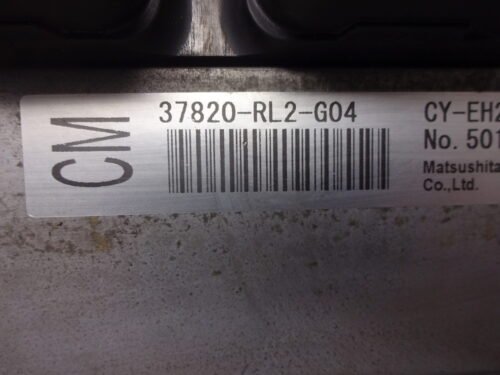 CM
37820-RL2-G04
CY-EH2
No. 501
Matsushita
Co.,Ltd.